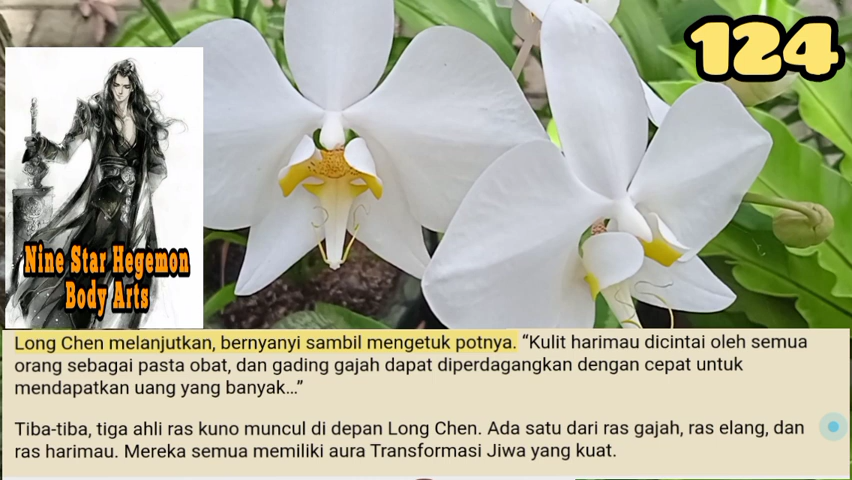 124
Nine Star Hegemon
Body Arts
Long Chen melanjutkan, bernyanyi sambil mengetuk potnya. “Kulit harimau dicintai oleh semua
orang sebagai pasta obat, dan gading gajah dapat diperdagangkan dengan cepat untuk
mendapatkan uang yang banyak…”
Tiba-tiba, tiga ahli ras kuno muncul di depan Long Chen. Ada satu dari ras gajah, ras elang, dan
ras harimau. Mereka semua memiliki aura Transformasi Jiwa yang kuat.